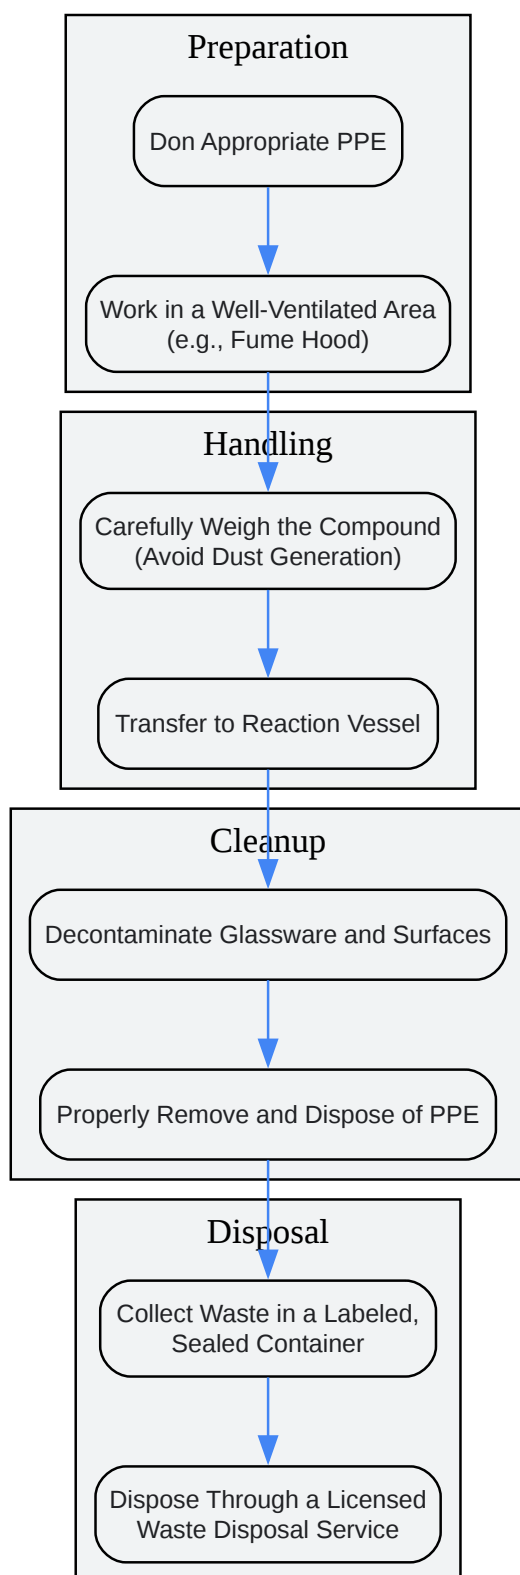 Preparation
Don Appropriate PPE
Work in a Well-Ventilated Area
(e.g., Fume Hood)
Handling
Carefully Weigh the Compound
(Avoid Dust Generation)
Transfer to Reaction Vessel
Cleanup
Decontaminate Glassware and Surfaces
Properly Remove and Dispose of PPE
Disposal
Collect Waste in a Labeled,
Sealed Container
Dispose Through a Licensed
Waste Disposal Service